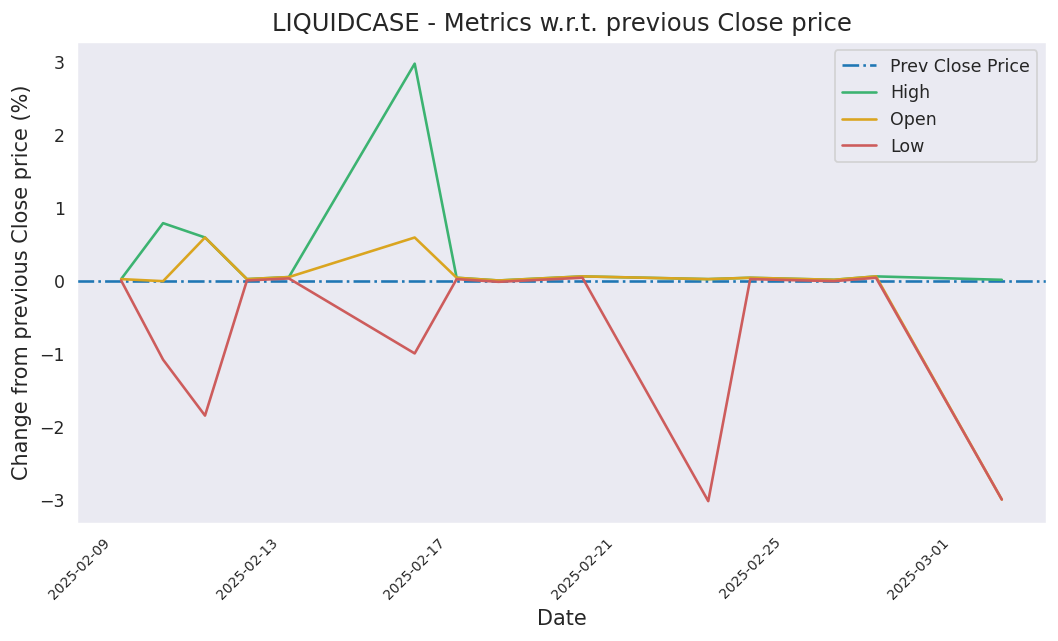 LIQUIDCASE - Metrics w.r.t. previous Close price
Change from previous Close price (%)
3
2
1
0
−1
−2
−3
Prev Close Price
High
Open
Low
2025-02-09
2025-02-13
2025-02-17
2025-02-21
2025-02-25
2025-03-01
Date